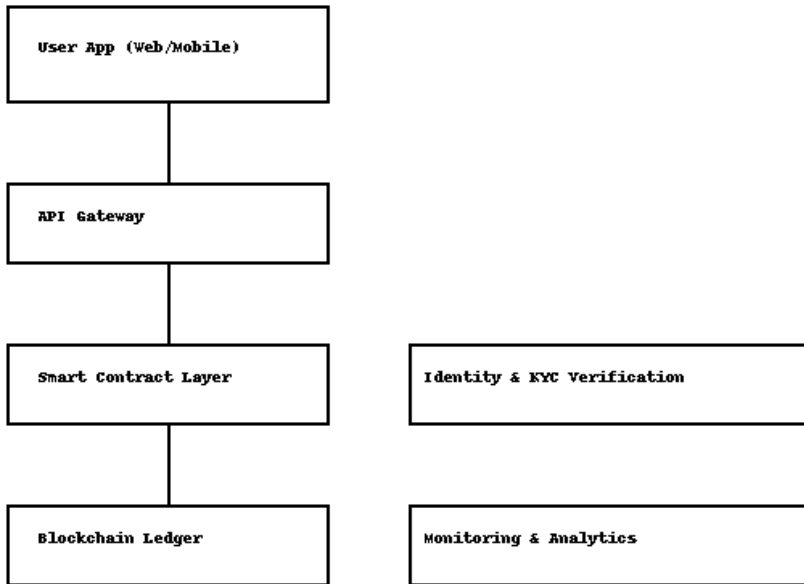 User App (Web/Mobile)
API Gateway
Smart Contract Layer
Identity & KYC Verification
Blockchain Ledger
Monitoring & Analytics